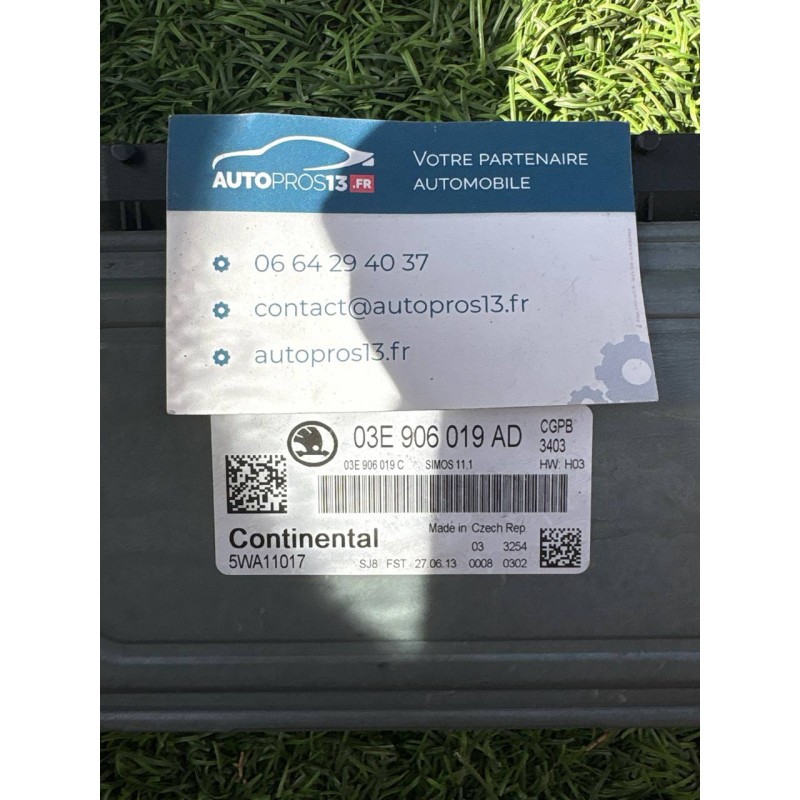 AUTOPROS13.FR
VOTRE PARTENAIRE
AUTOMOBILE
06 64 29 40 37
contact@autopros13.fr
autopros13.fr
03E 906 019 AD
CGPB
3403
03E 906 019 C SIMOS 11.1 HW: H03
Continental
Made in Czech Rep.
03 3254
5WA11017
SJ8 FST 27.06.13 0008 0302